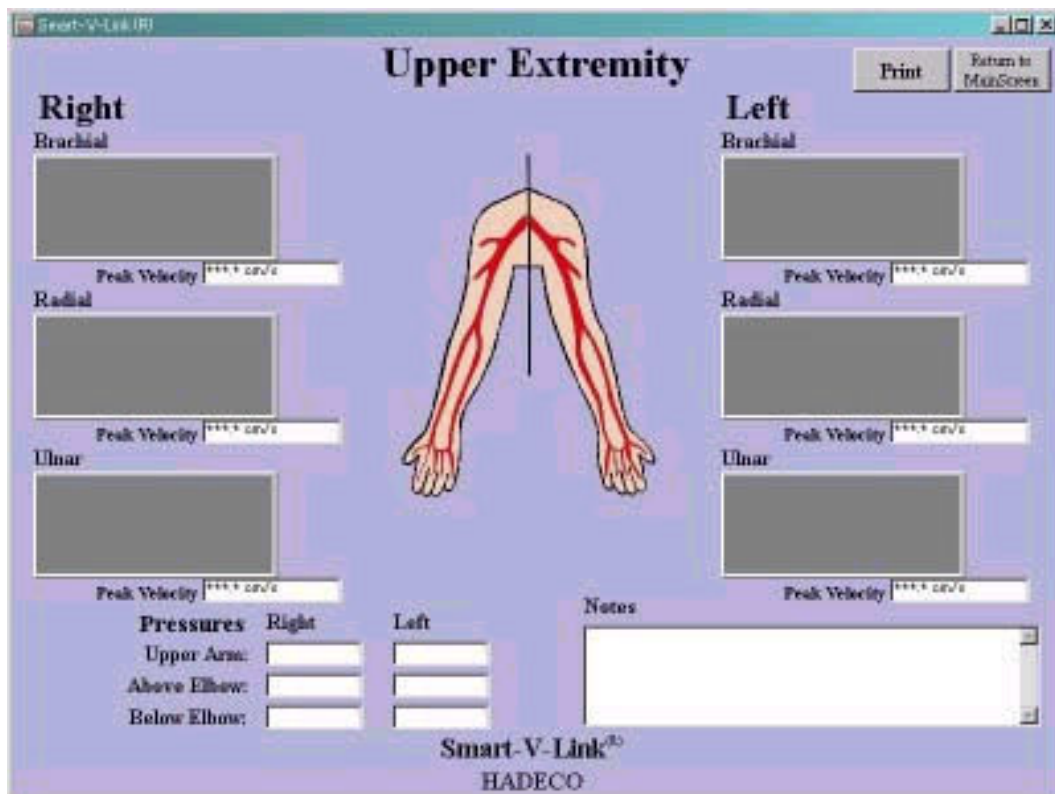 Smart-V-Link (R)
Upper Extremity
Print
Return to
MainScreen
Right
Left
Brachial
Brachial
Peak Velocity ***.* cm/s
Peak Velocity ***.* cm/s
Radial
Radial
Peak Velocity ***.* cm/s
Peak Velocity ***.* cm/s
Ulnar
Ulnar
Peak Velocity ***.* cm/s
Peak Velocity ***.* cm/s
Pressures Right Left
Notes
Upper Arm:
Above Elbow:
Below Elbow:
Smart-V-Link(R)
HADECO